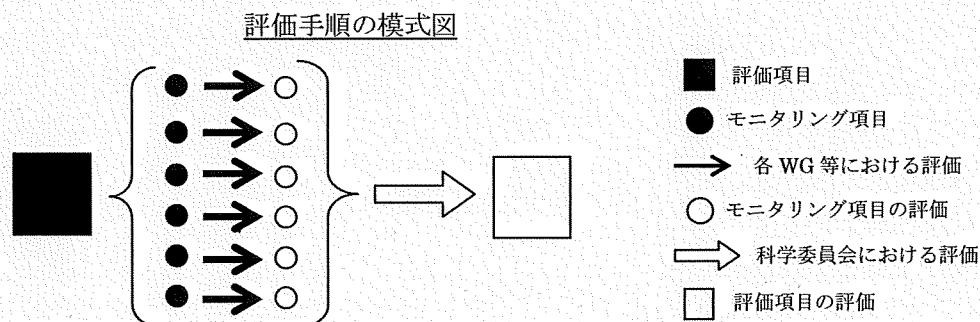 評価手順の模式図
評価項目
モニタリング項目
各 WG 等における評価
モニタリング項目の評価
科学委員会における評価
評価項目の評価